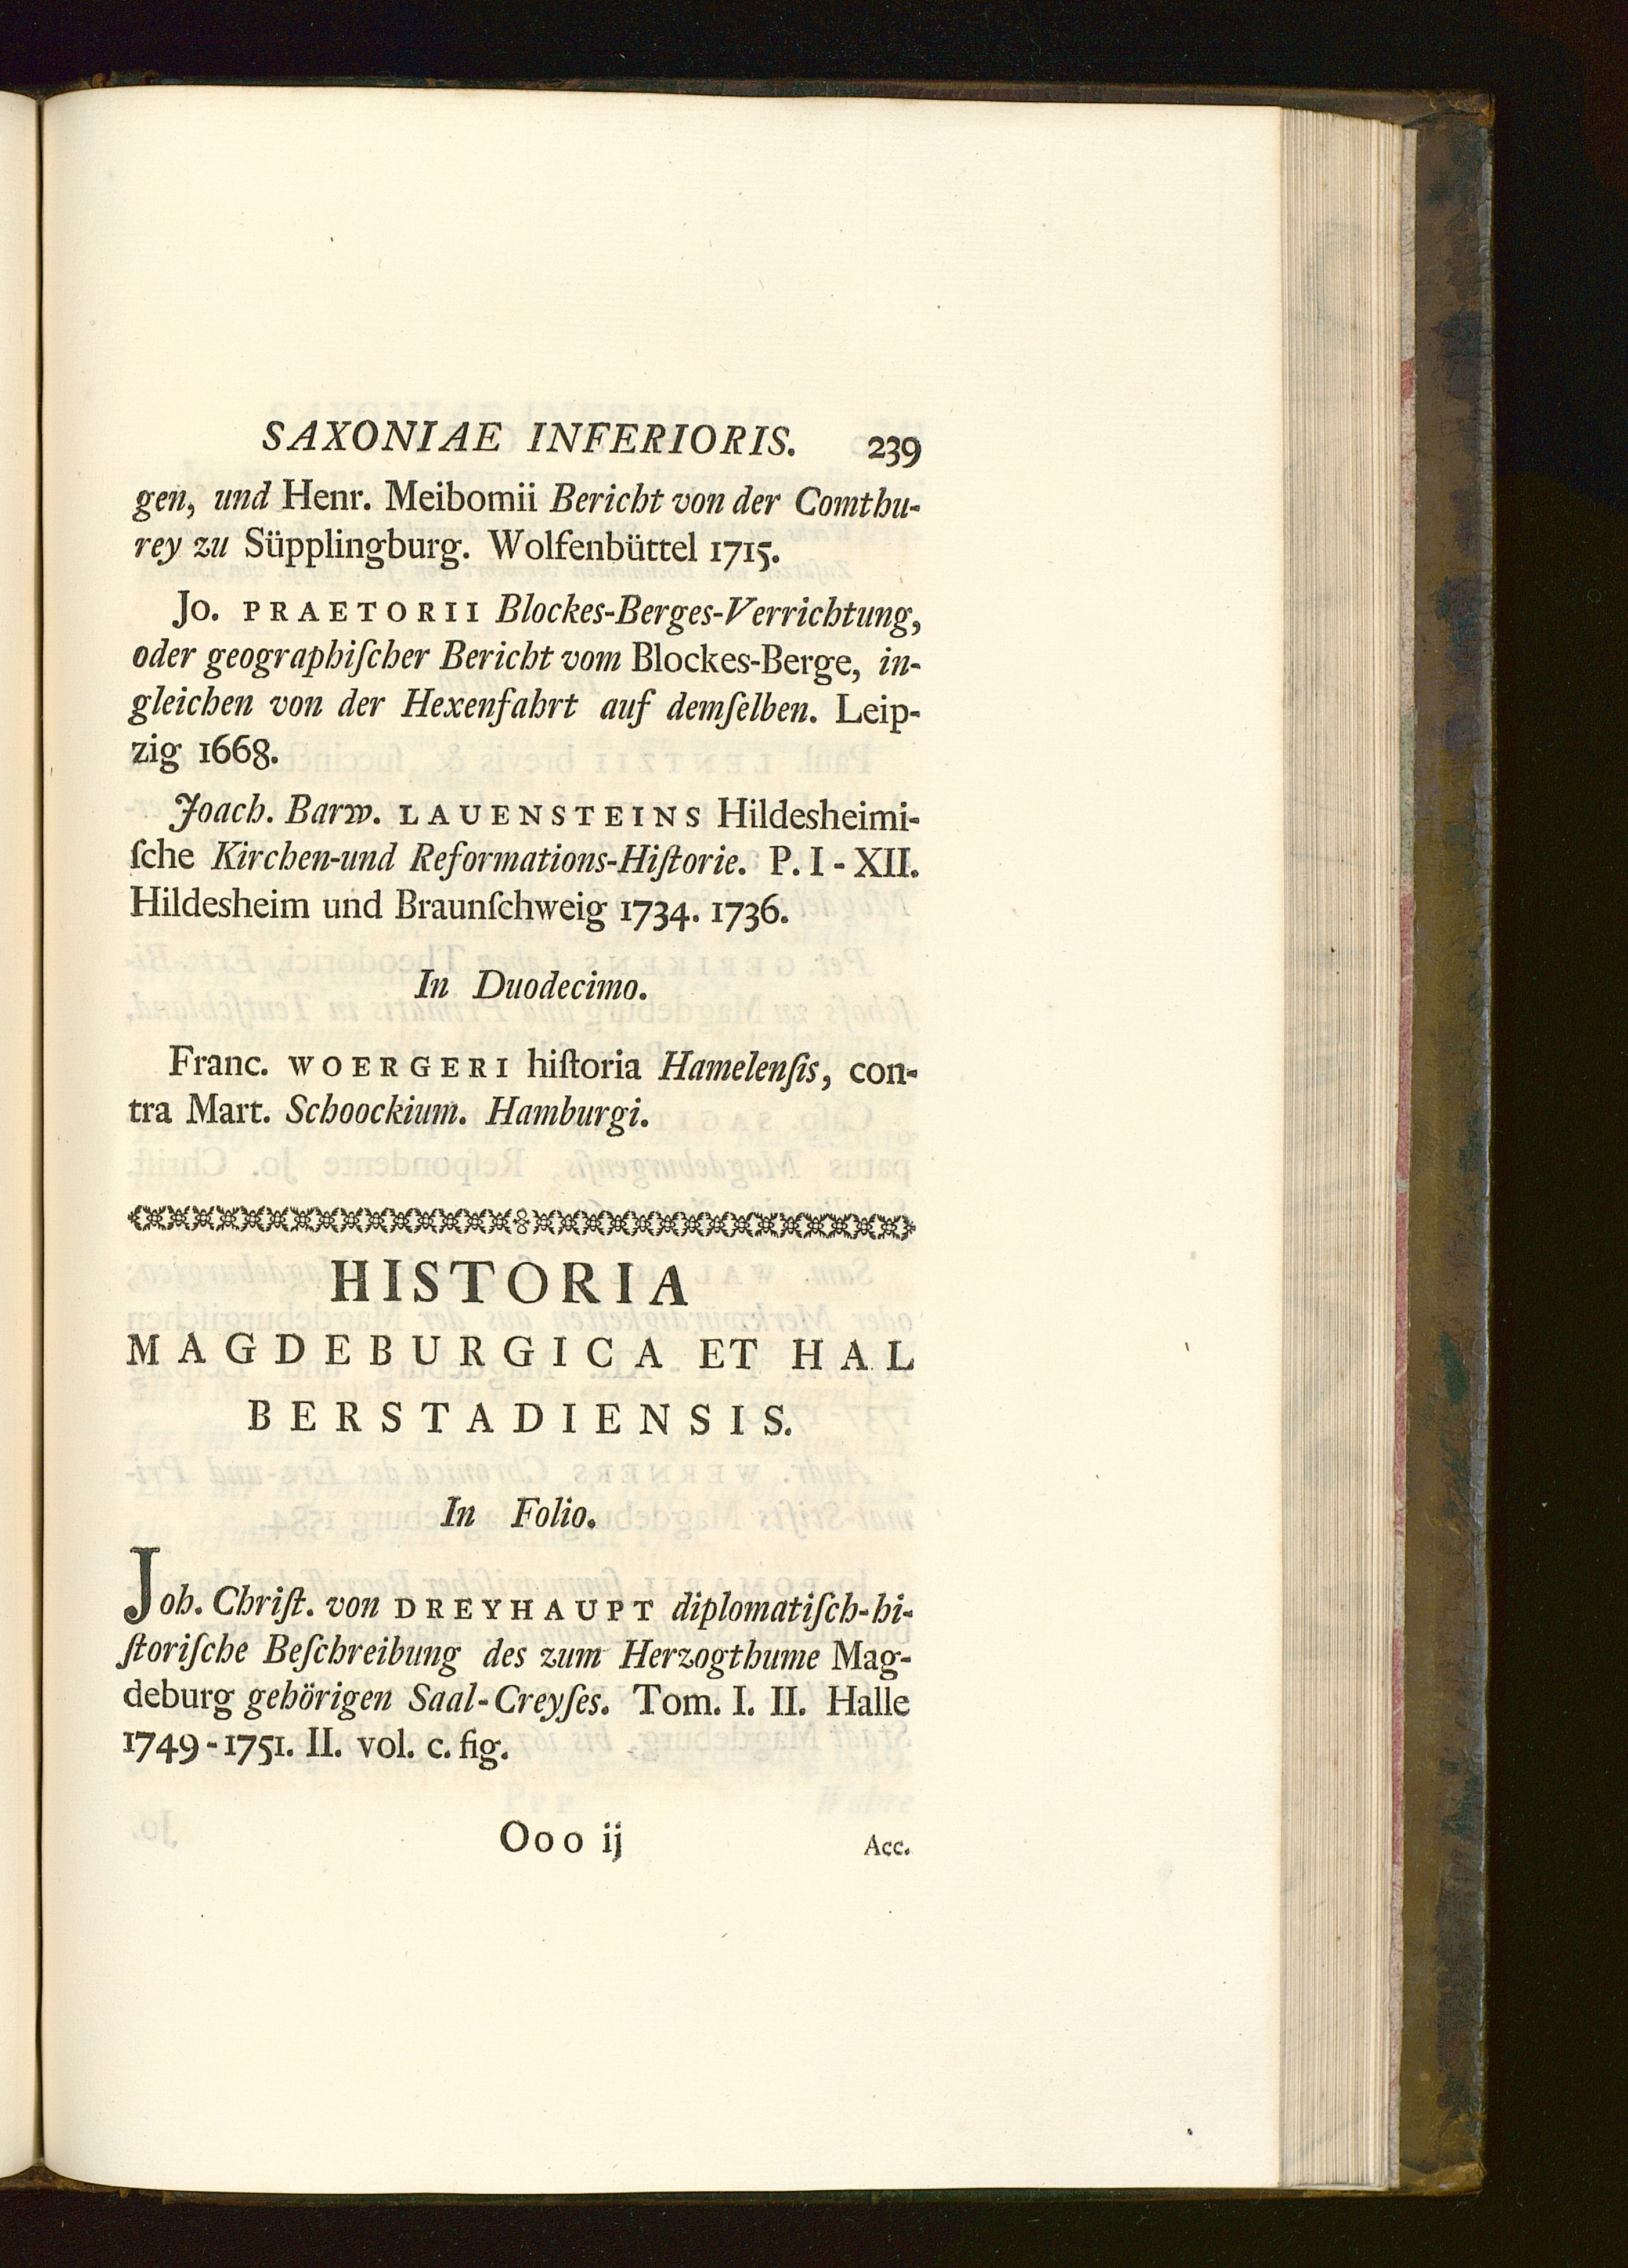 SAXONIAE INFERIORIS. 239
gen, und Henr. Meibomii Bericht von der Comthu-
rey zu Süpplingburg. Wolfenbüttel 1715.
Jo. PRAETORII Blockes-Berges-Verrichtung,
oder geographiſcher Bericht vom Blockes-Berge, in-
gleichen von der Hexenfahrt auf demſelben. Leip-
zig 1668.
Joach. Barw. LAUENSTEINS Hildesheimi-
ſche Kirchen-und Reformations-Hiſtorie. P. I - XII.
Hildesheim und Braunſchweig 1734. 1736.
In Duodecimo.
Franc. WOERGERI hiſtoria Hamelenſis, con-
tra Mart. Schoockium. Hamburgi.
HISTORIA
MAGDEBURGICA ET HAL
BERSTADIENSIS.
In Folio.
Joh. Chriſt. von DREYHAUPT diplomatiſch-hi-
ſtoriſche Beſchreibung des zum Herzogthume Mag-
deburg gehörigen Saal-Creyſes. Tom. I. II. Halle
1749-1751. II. vol. c. fig.
Ooo ij Acc.